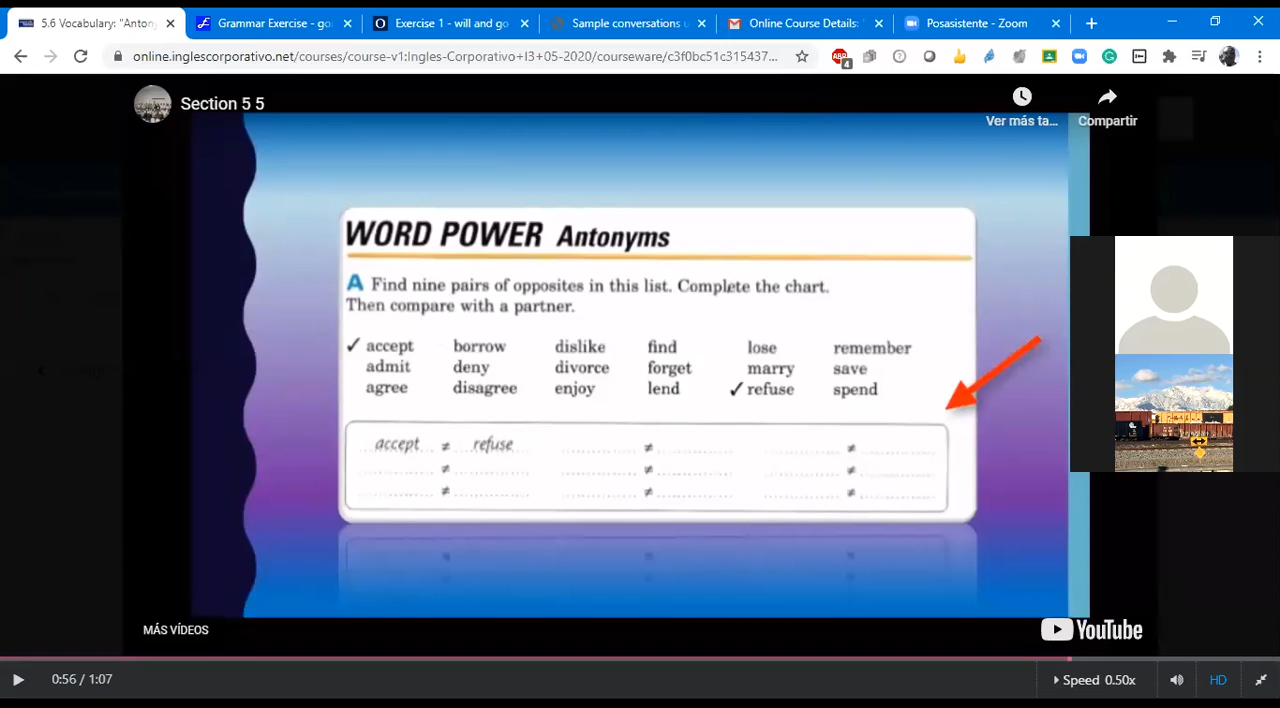 5.6 Vocabulary: "Anton
Grammar Exercise - go
Exercise 1 - will and go
Sample conversations u
Online Course Details:
Posasistente - Zoom
online.inglescorporativo.net/courses/course-v1:Ingles-Corporativo+I3+05-2020/courseware/c3f0bc51c315437...
ABP
4
Section 5 5
Ver más ta...
Compartir
WORD POWER Antonyms
A Find nine pairs of opposites in this list. Complete the chart.
Then compare with a partner.
✓ accept borrow dislike find lose remember
admit deny divorce forget marry save
agree disagree enjoy lend ✓ refuse spend
accept ≠ refuse ≠ ≠
≠ ≠ ≠
≠ ≠ ≠
MÁS VÍDEOS
YouTube
0:56 / 1:07
Speed 0.50x
HD